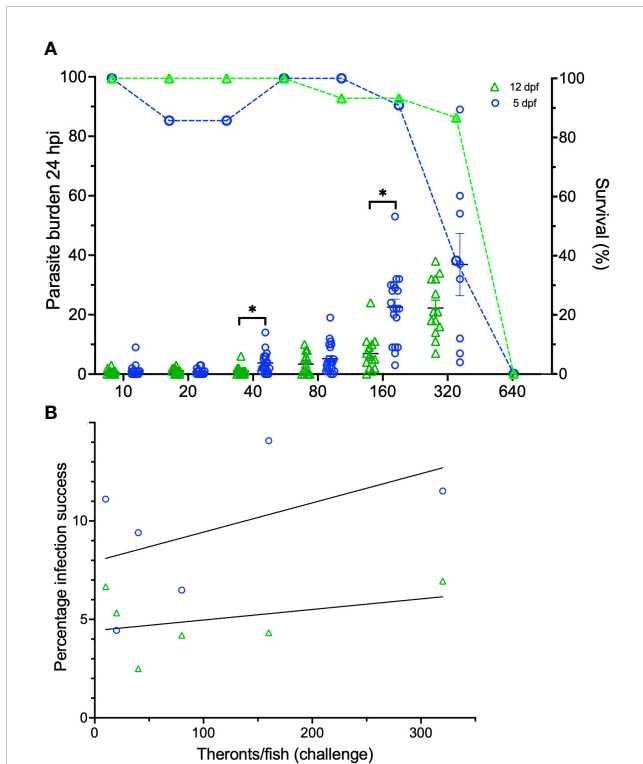 A
Parasite burden 24 hpi
100
80
60
40
20
0
100
80
60
40
20
0
Survival (%)
12 dpf
5 dpf
*
*
10 20 40 80 160 320 640
B
Percentage infection success
10
5
0
0 100 200 300
Theronts/fish (challenge)